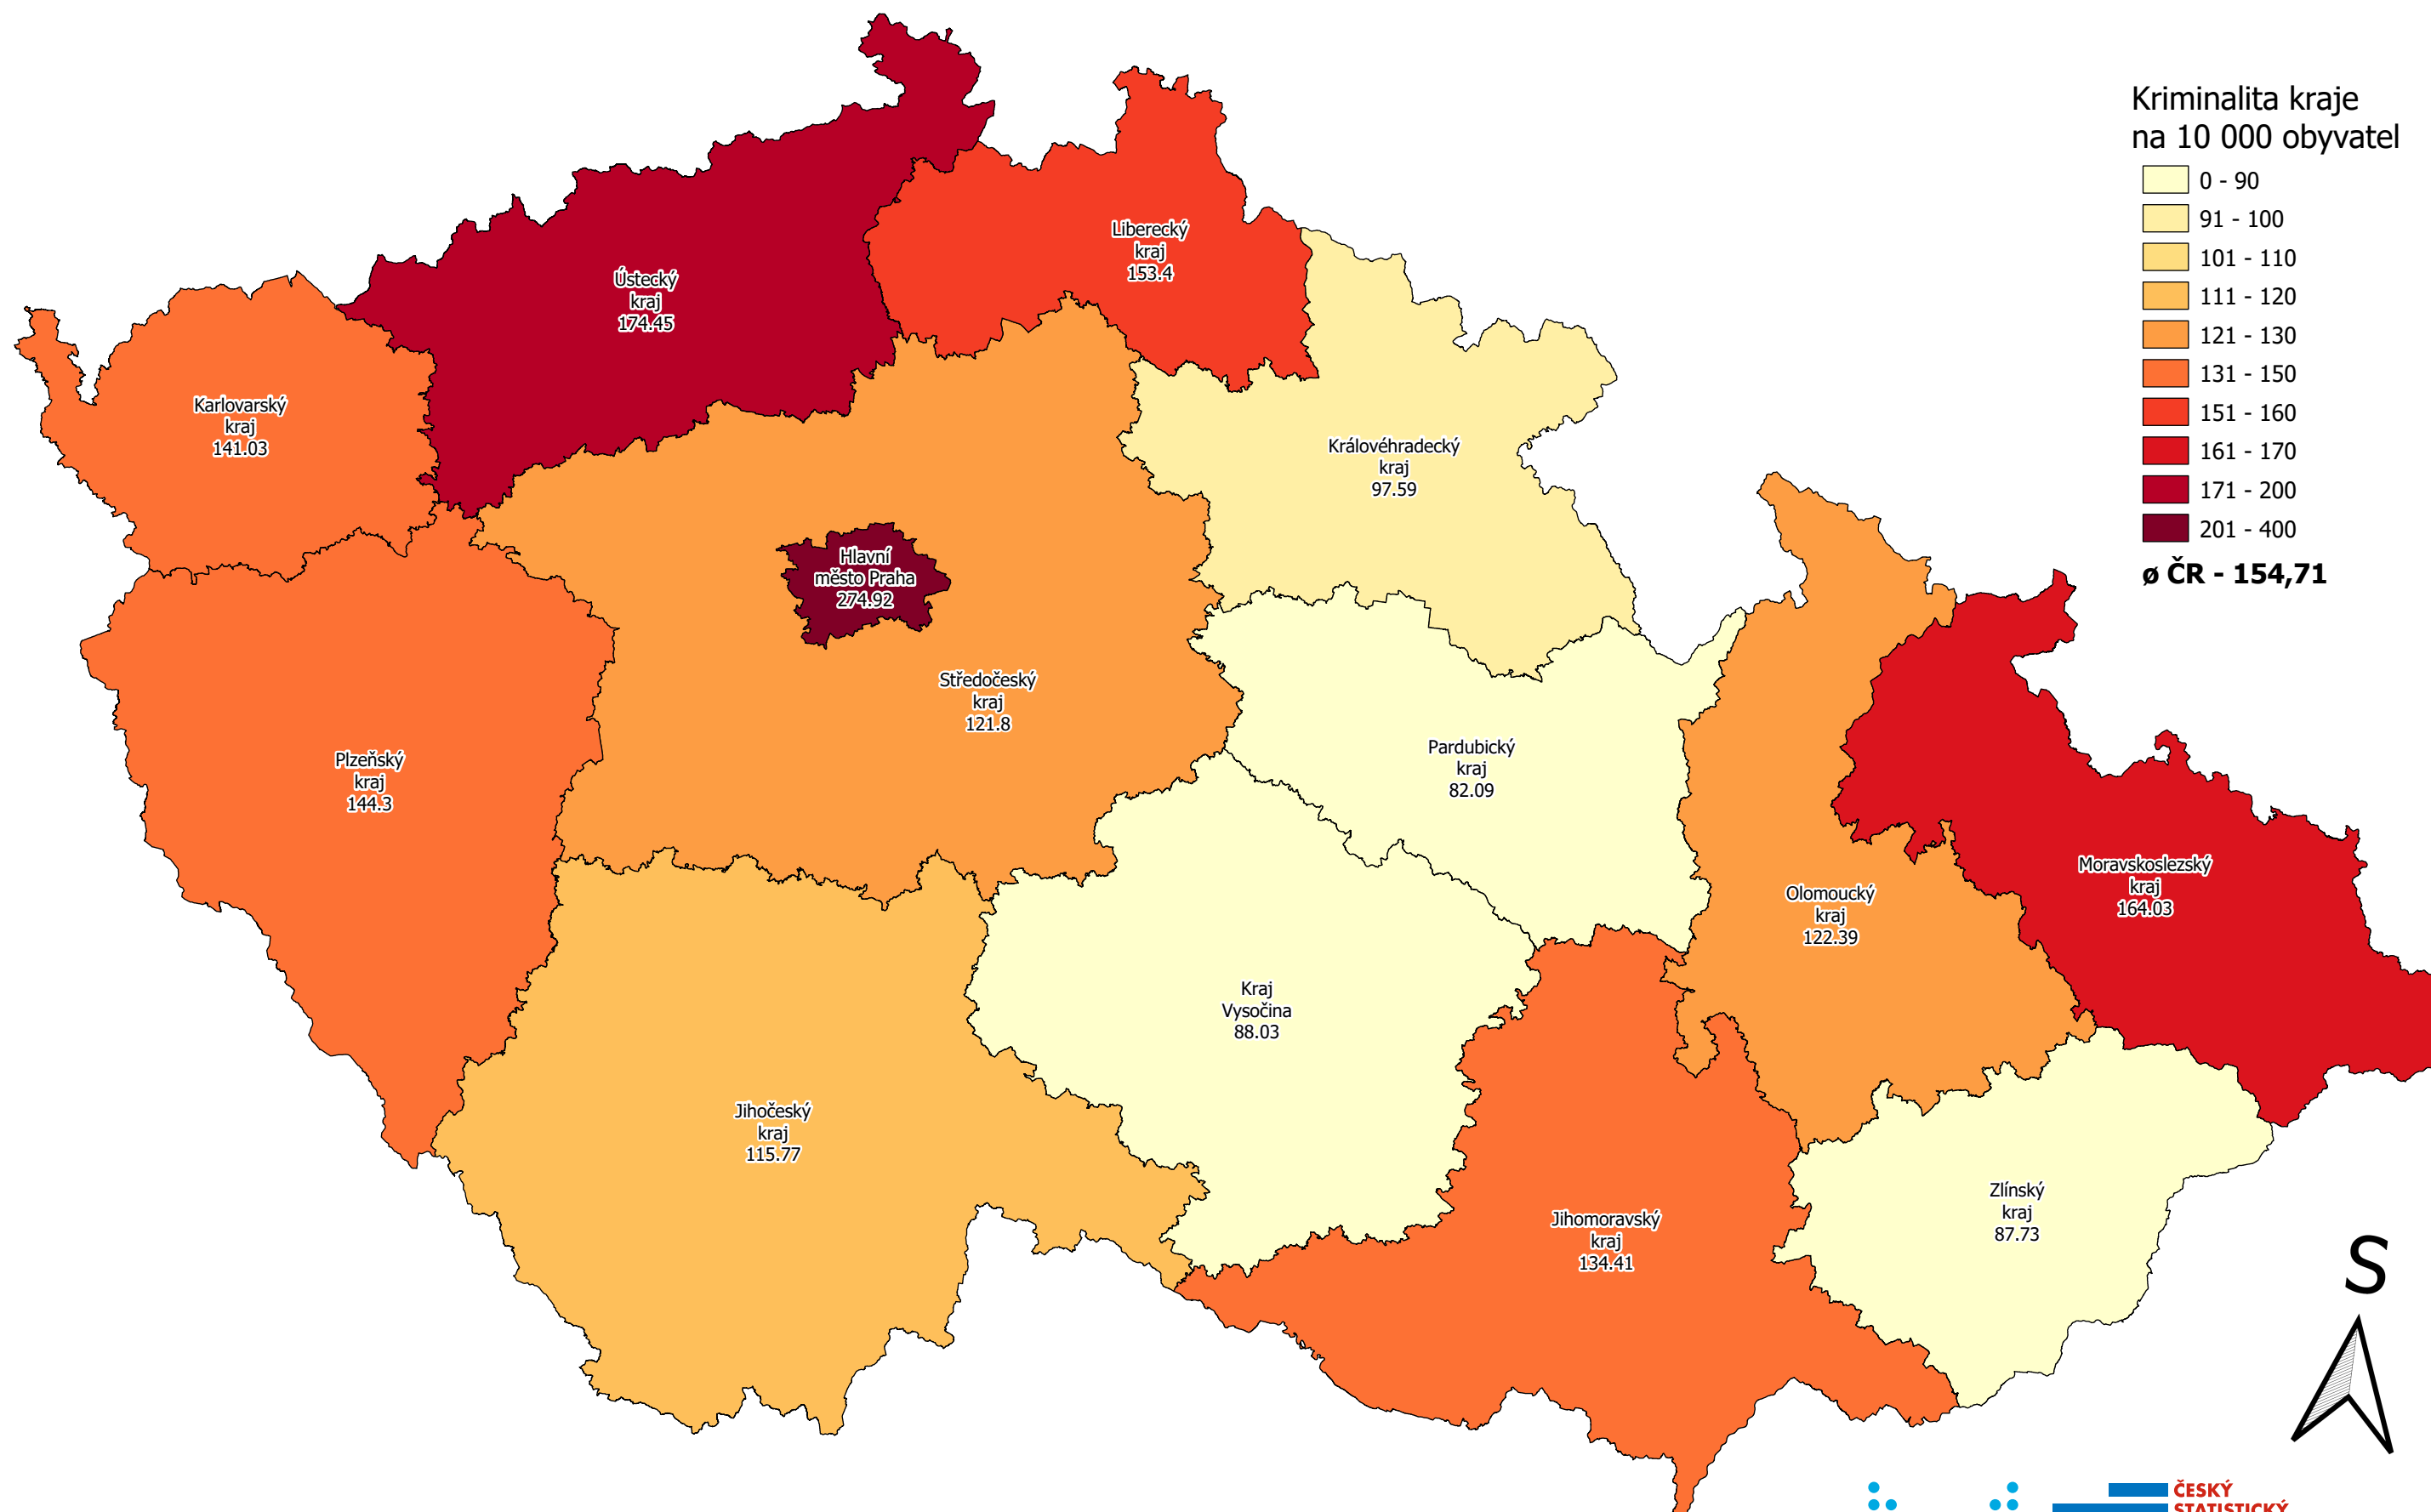 Kriminalita kraje
na 10 000 obyvatel
0 - 90
91 - 100
101 - 110
111 - 120
121 - 130
131 - 150
151 - 160
161 - 170
171 - 200
201 - 400
ø ČR - 154,71
Liberecký
kraj
153.4
Ústecký
kraj
174.45
Karlovarský
kraj
141.03
Královéhradecký
kraj
97.59
Hlavní
město Praha
274.92
Středočeský
kraj
121.8
Plzeňský
kraj
144.3
Pardubický
kraj
82.09
Moravskoslezský
kraj
164.03
Olomoucký
kraj
122.39
Kraj
Vysočina
88.03
Jihočeský
kraj
115.77
Zlínský
kraj
87.73
Jihomoravský
kraj
134.41
S
ČESKÝ
STATISTICKÝ